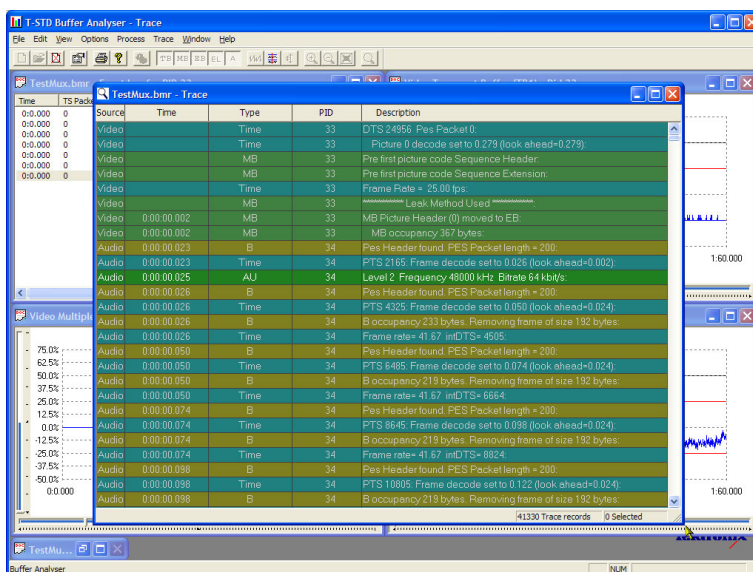 T-STD Buffer Analyser - Trace
File Edit View Options Process Trace Window Help
TB MB EB EL A
TestMux.bmr -
Time TS Packe
0:0.000 0
0:0.000 0
0:0.000 0
0:0.000 0
0:0.000 0
0:0.000 0
0:0.000 0
TestMux.bmr - Trace
Source Time Type PID Description
Video Time 33 DTS 24956 Pes Packet 0:
Video Time 33 Picture 0 decode set to 0.279 (look ahead=0.279):
Video MB 33 Pre first picture code Sequence Header:
Video MB 33 Pre first picture code Sequence Extension:
Video Time 33 Frame Rate = 25.00 fps:
Video MB 33 Leak Method Used
Video 0:00:00.002 MB 33 MB Picture Header (0) moved to EB:
Video 0:00:00.002 MB 33 MB occupancy 367 bytes:
Audio 0:00:00.023 B 34 Pes Header found. PES Packet length = 200:
Audio 0:00:00.023 Time 34 PTS 2165: Frame decode set to 0.026 (look ahead=0.002):
Audio 0:00:00.025 AU 34 Level 2 Frequency 48000 kHz Bitrate 64 kbit/s:
Audio 0:00:00.026 B 34 Pes Header found. PES Packet length = 200:
Audio 0:00:00.026 Time 34 PTS 4325: Frame decode set to 0.050 (look ahead=0.024):
Audio 0:00:00.026 B 34 B occupancy 233 bytes. Removing frame of size 192 bytes:
Audio 0:00:00.026 Time 34 Frame rate= 41.67 intDTS= 4505:
Audio 0:00:00.050 B 34 Pes Header found. PES Packet length = 200:
Audio 0:00:00.050 Time 34 PTS 6485: Frame decode set to 0.074 (look ahead=0.024):
Audio 0:00:00.050 B 34 B occupancy 219 bytes. Removing frame of size 192 bytes:
Audio 0:00:00.050 Time 34 Frame rate= 41.67 intDTS= 6664:
Audio 0:00:00.074 B 34 Pes Header found. PES Packet length = 200:
Audio 0:00:00.074 Time 34 PTS 8645: Frame decode set to 0.098 (look ahead=0.024):
Audio 0:00:00.074 B 34 B occupancy 219 bytes. Removing frame of size 192 bytes:
Audio 0:00:00.074 Time 34 Frame rate= 41.67 intDTS= 8824:
Audio 0:00:00.098 B 34 Pes Header found. PES Packet length = 200:
Audio 0:00:00.098 Time 34 PTS 10805: Frame decode set to 0.122 (look ahead=0.024):
Audio 0:00:00.098 B 34 B occupancy 219 bytes. Removing frame of size 192 bytes:
41330 Trace records 0 Selected
1:60.000
Video Multiple
75.0%
62.5%
50.0%
37.5%
25.0%
12.5%
0.0%
-12.5%
-25.0%
-37.5%
-50.0%
0:0.000
1:60.000
TestMu...
Buffer Analyser
NUM